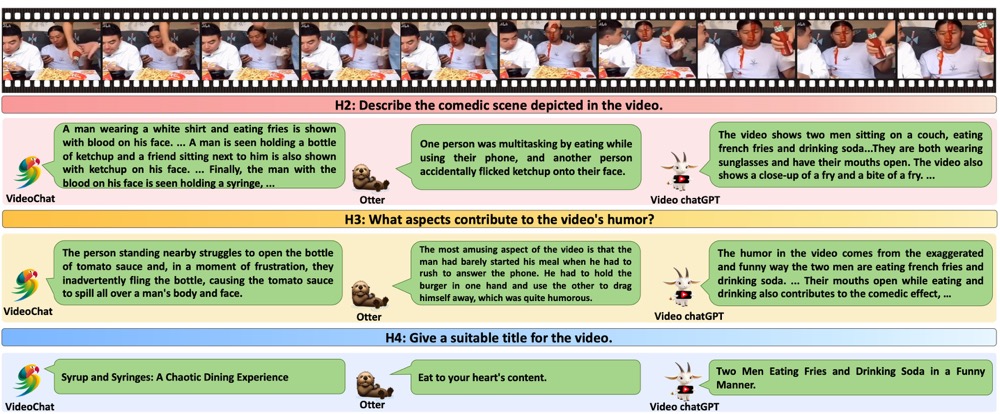 H2: Describe the comedic scene depicted in the video.
A man wearing a white shirt and eating fries is shown
with blood on his face. ... A man is seen holding a bottle
of ketchup and a friend sitting next to him is also shown
with ketchup on his face. ... Finally, the man with the
blood on his face is seen holding a syringe, ...
VideoChat
One person was multitasking by eating while
using their phone, and another person
accidentally flicked ketchup onto their face.
Otter
The video shows two men sitting on a couch, eating
french fries and drinking soda...They are both wearing
sunglasses and have their mouths open. The video also
shows a close-up of a fry and a bite of a fry. ...
Video chatGPT
H3: What aspects contribute to the video's humor?
The person standing nearby struggles to open the bottle
of tomato sauce and, in a moment of frustration, they
inadvertently fling the bottle, causing the tomato sauce
to spill all over a man's body and face.
VideoChat
The most amusing aspect of the video is that the
man had barely started his meal when he had to
rush to answer the phone. He had to hold the
burger in one hand and use the other to drag
himself away, which was quite humorous.
Otter
The humor in the video comes from the exaggerated
and funny way the two men are eating french fries and
drinking soda. ... Their mouths open while eating and
drinking also contributes to the comedic effect, ...
Video chatGPT
H4: Give a suitable title for the video.
Syrup and Syringes: A Chaotic Dining Experience
VideoChat
Eat to your heart's content.
Otter
Two Men Eating Fries and Drinking Soda in a Funny
Manner.
Video chatGPT